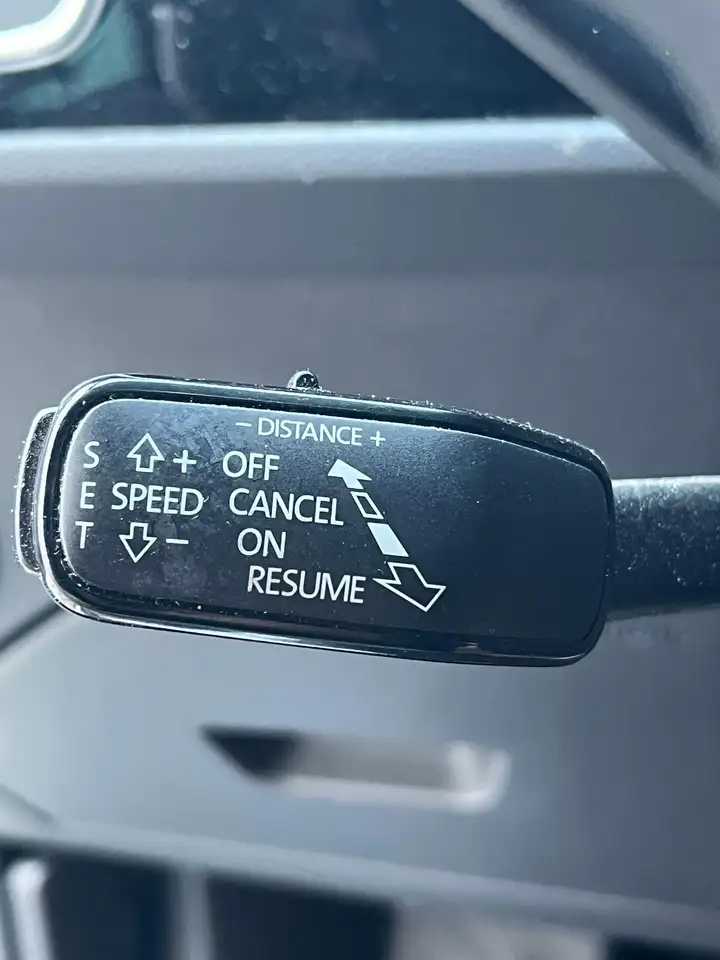 - DISTANCE +
S + OFF
E SPEED CANCEL
T - ON
RESUME